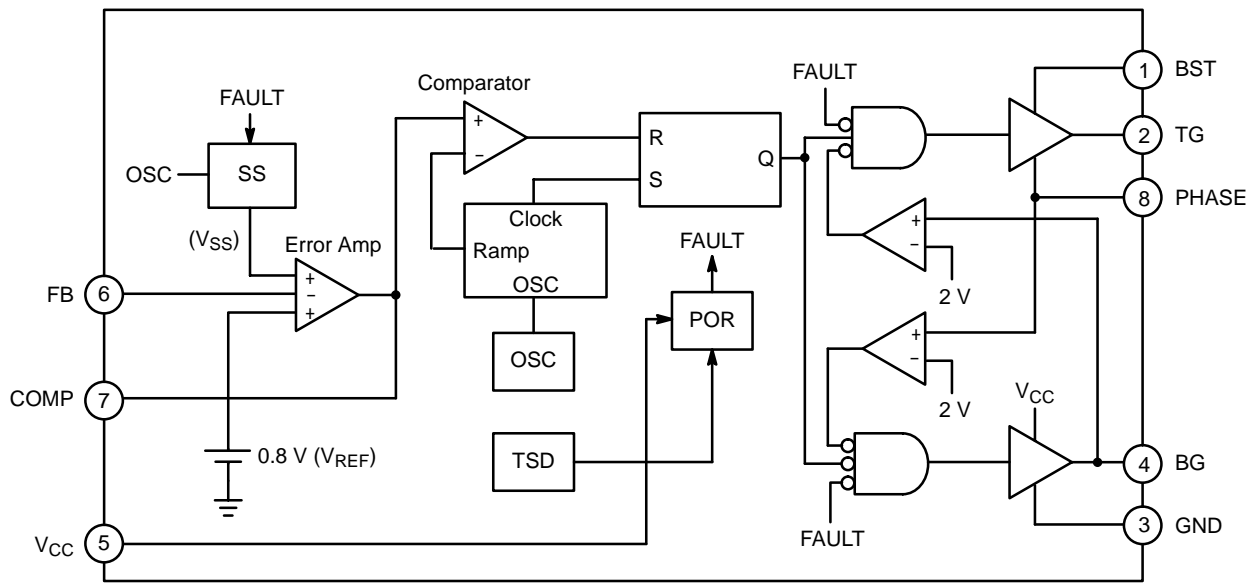 FAULT
OSC
SS
(VSS)
Error Amp
+
−
+
FB
6
COMP
7
0.8 V (VREF)
VCC
5
Comparator
+
−
R
S
Q
Clock
Ramp
OSC
OSC
TSD
FAULT
POR
FAULT
+
−
2 V
+
−
2 V
VCC
FAULT
1
BST
2
TG
8
PHASE
4
BG
3
GND